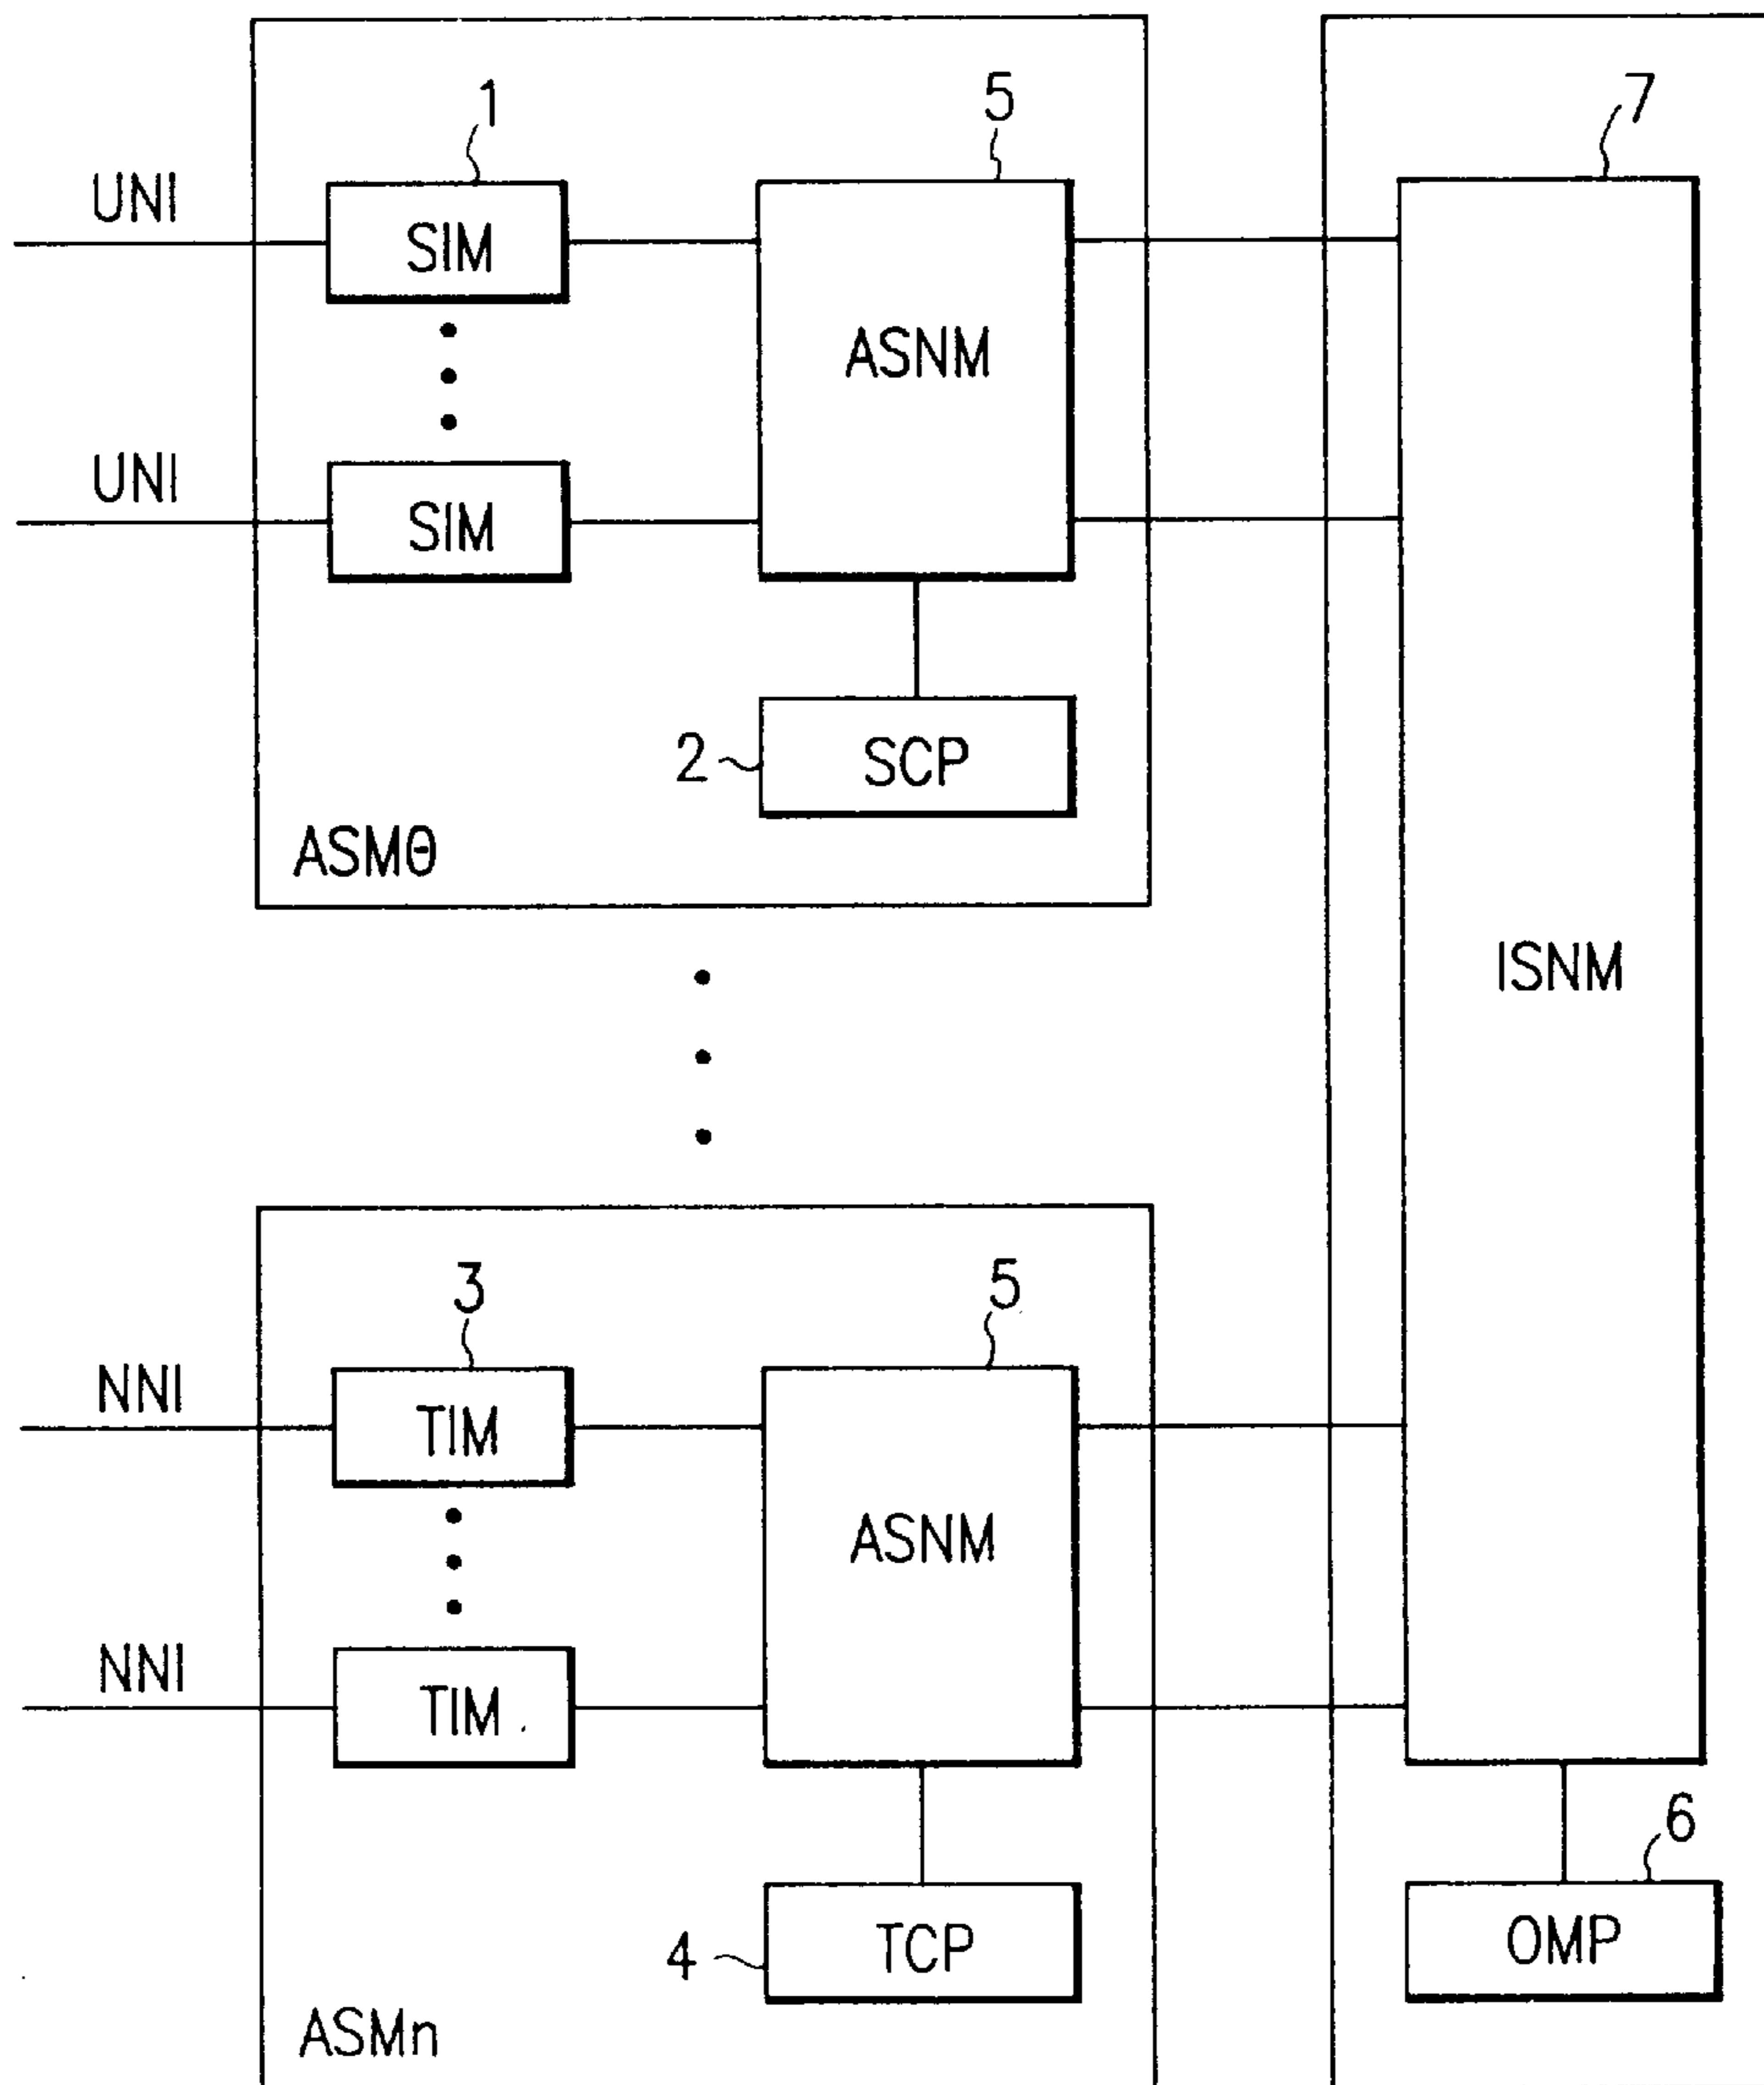 1
5
7
UNI
SIM
ASNM
UNI
SIM
2
SCP
ASMθ
ISNM
3
5
NNI
TIM
ASNM
NNI
TIM
6
4
TCP
OMP
ASMn